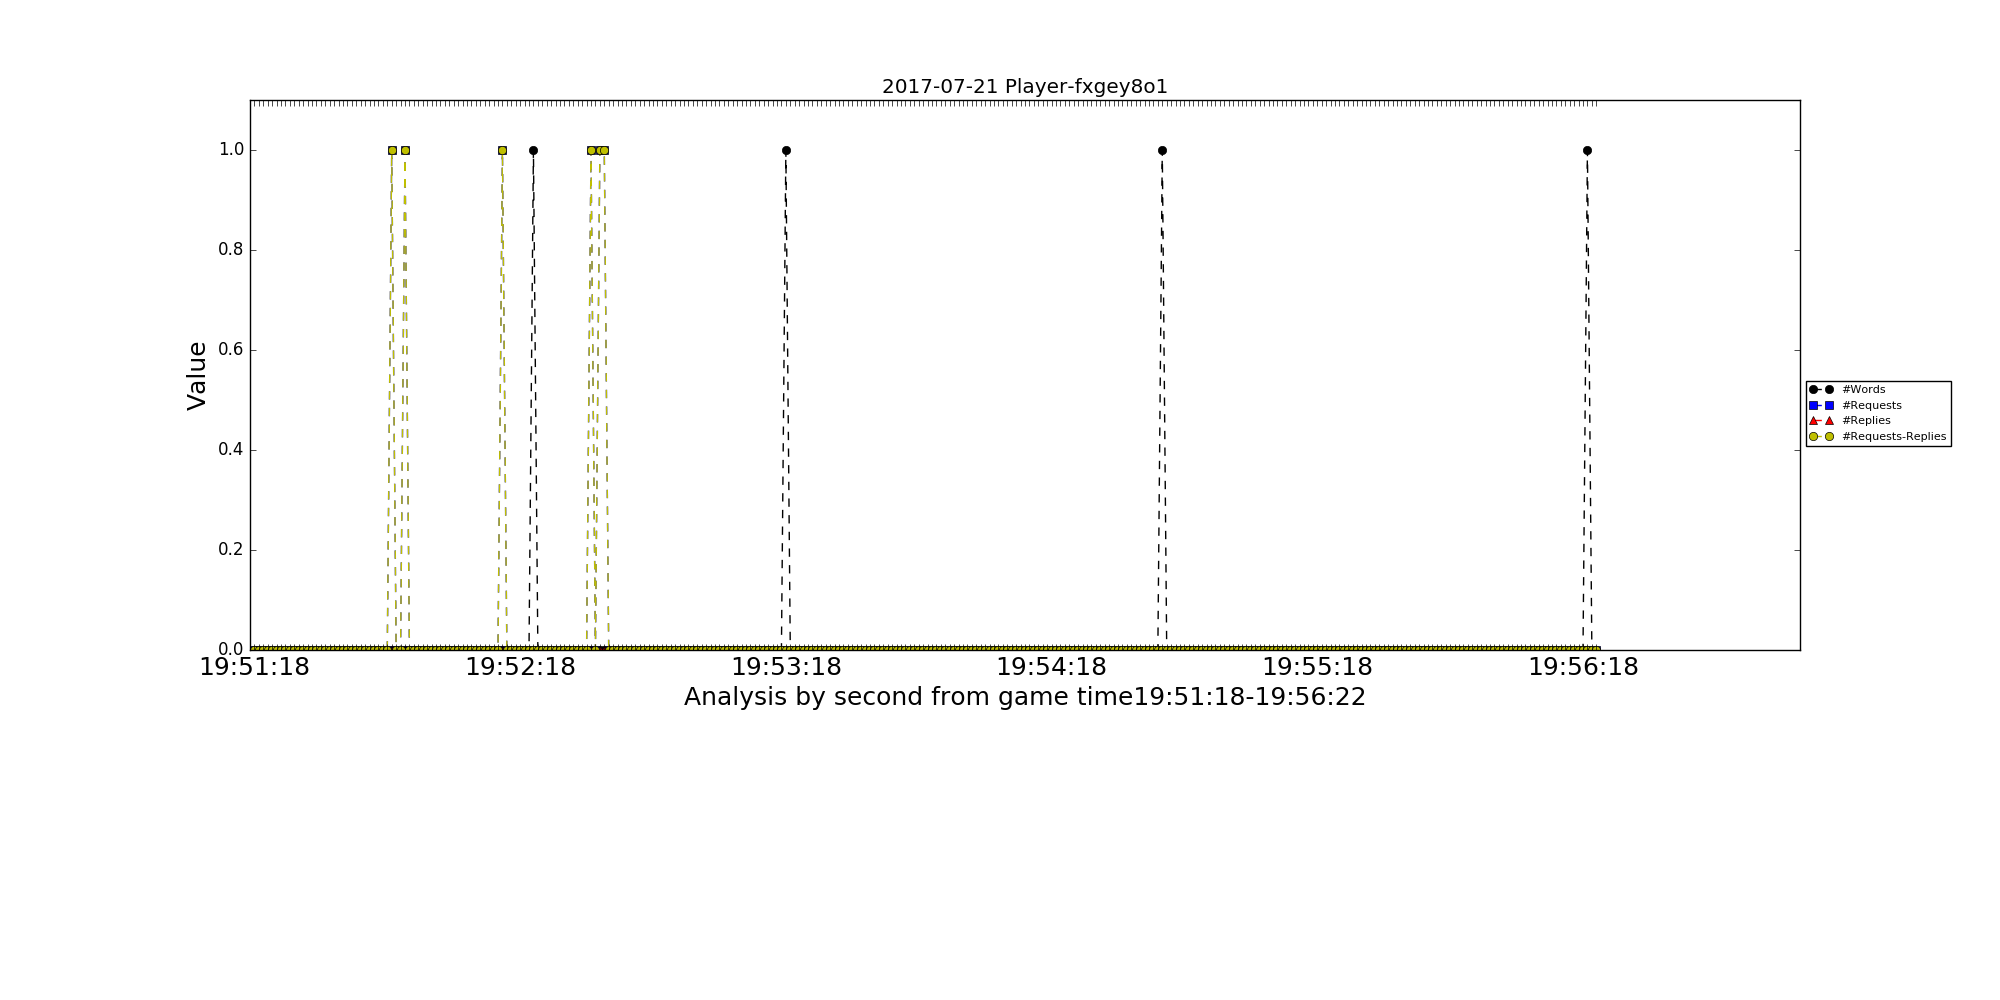 2017-07-21 Player-fxgey8o1
1.0
0.8
0.6
0.4
0.2
0.0
Value
19:51:18 19:52:18 19:53:18 19:54:18 19:55:18 19:56:18
Analysis by second from game time19:51:18-19:56:22
#Words
#Requests
#Replies
#Requests-Replies